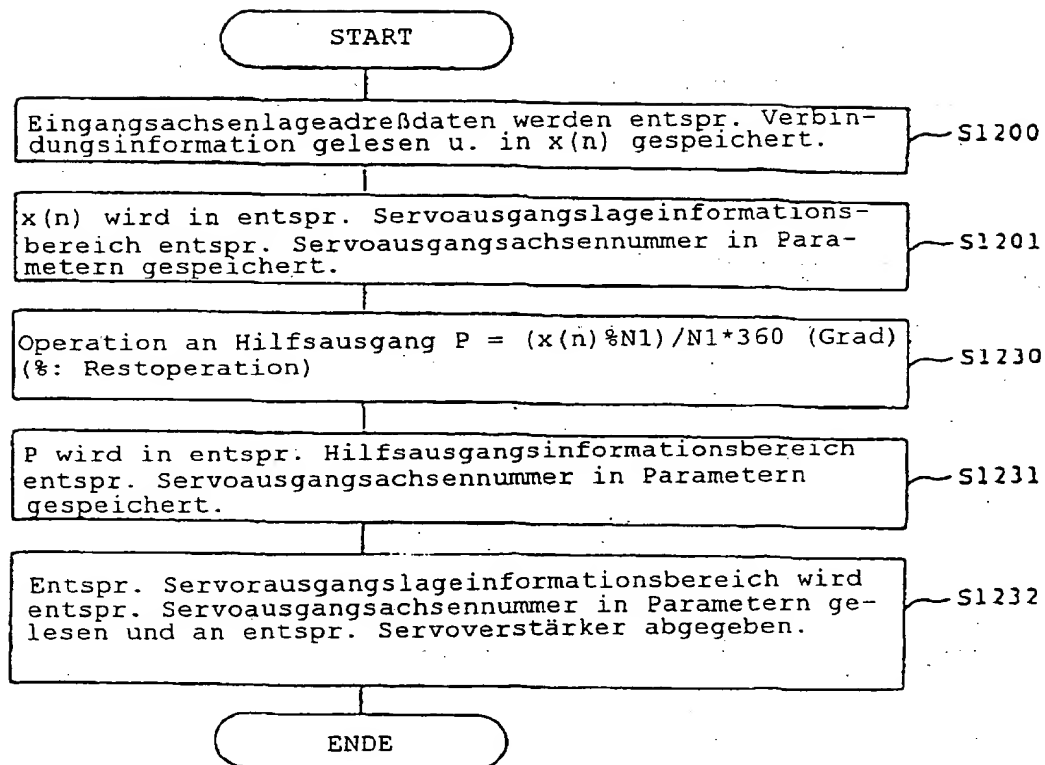 START
Eingangsachsenlageadreßdaten werden entspr. Verbin-
dungsinformation gelesen u. in x(n) gespeichert.
S1200
x(n) wird in entspr. Servoausgangslageinformations-
bereich entspr. Servoausgangsachsennummer in Para-
metern gespeichert.
S1201
Operation an Hilfsausgang P = (x(n)%N1)/N1*360 (Grad)
(%: Restoperation)
S1230
P wird in entspr. Hilfsausgangsinformationsbereich
entspr. Servoausgangsachsennummer in Parametern
gespeichert.
S1231
Entspr. Servorausgangslageinformationsbereich wird
entspr. Servoausgangsachsennummer in Parametern ge-
lesen und an entspr. Servoverstärker abgegeben.
S1232
ENDE